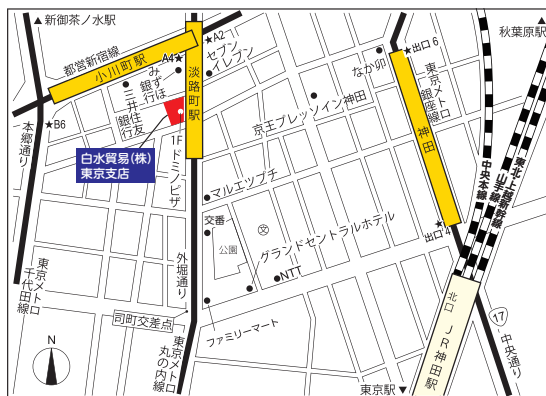 ▲新御茶ノ水駅
秋葉原駅▲
都営新宿線
小川町駅
A4
★A2
セブン
イレブン
みずほ
銀行
三井住友
銀行
淡路町駅
なか卯
★出口6
東京メトロ
銀座線
神田
京王プレッソイン神田
★B6
本郷通り
白水貿易(株)
東京支店
1F
ドミノピザ
マルエツプチ
交番
公園
文
グランドセントラルホテル
NTT
ファミリーマート
外堀通り
司町交差点
東京メトロ
千代田線
東京メトロ
丸の内線
出口4
東北・上越新幹線
山手線
中央本線
北口
JR神田駅
17
中央通り
東京駅▼
N